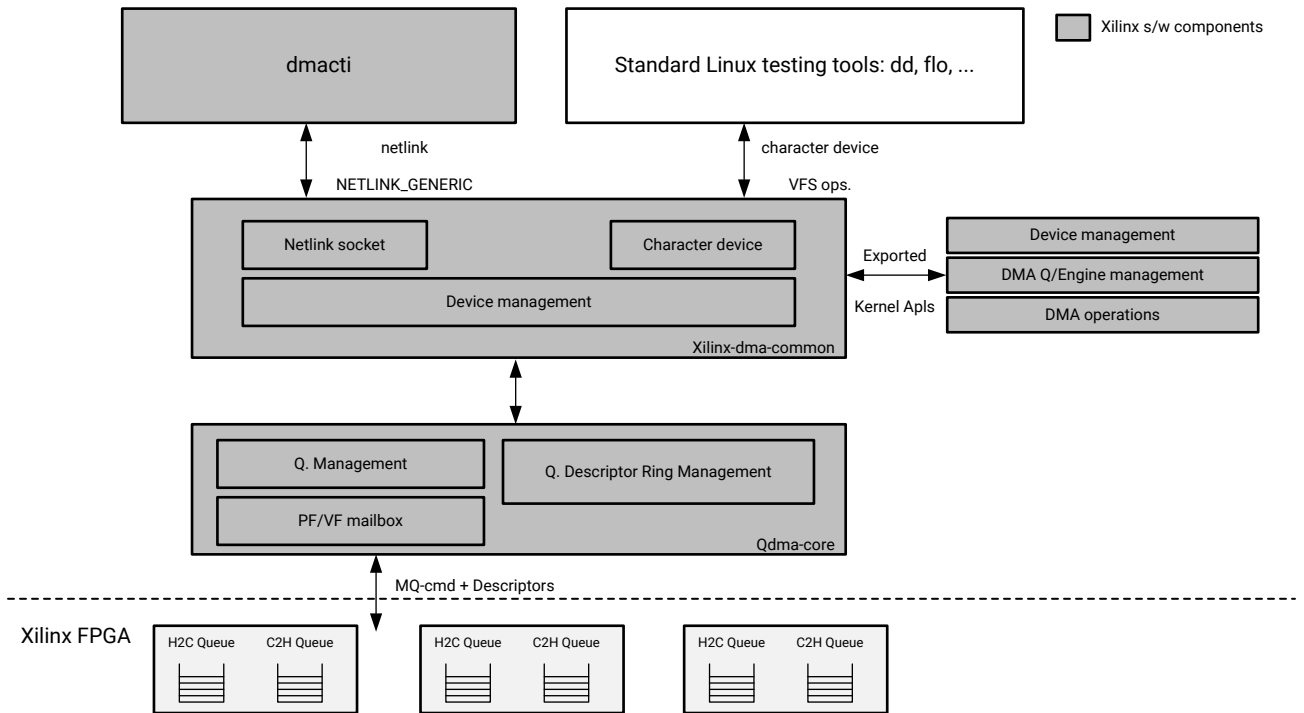 dmacti
Standard Linux testing tools: dd, flo, ...
Xilinx s/w components
netlink
character device
NETLINK_GENERIC
VFS ops.
Netlink socket
Character device
Device management
Xilinx-dma-common
Exported
Kernel Apls
Device management
DMA Q/Engine management
DMA operations
Q. Management
Q. Descriptor Ring Management
PF/VF mailbox
Qdma-core
MQ-cmd + Descriptors
Xilinx FPGA
H2C Queue
C2H Queue
H2C Queue
C2H Queue
H2C Queue
C2H Queue